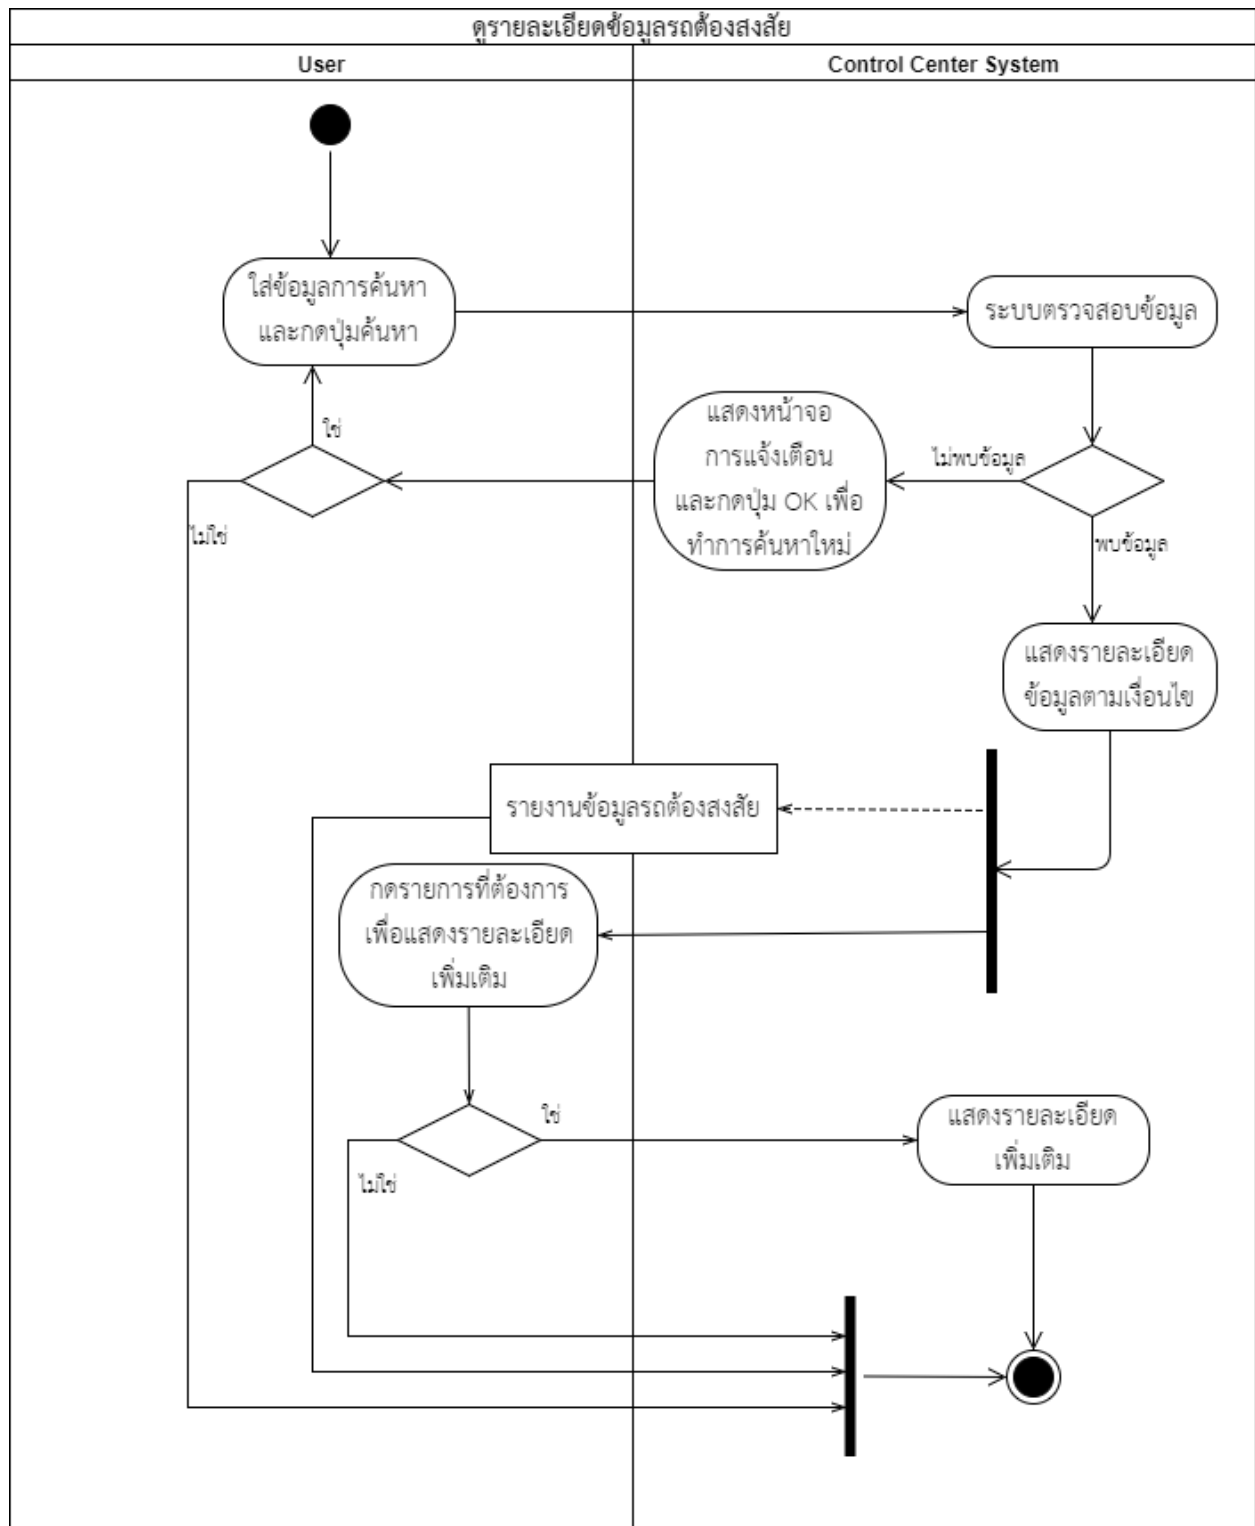 ดูรายละเอียดข้อมูลรถต้องสงสัย
User
Control Center System
ใส่ข้อมูลการค้นหา
และกดปุ่มค้นหา
ระบบตรวจสอบข้อมูล
แสดงหน้าจอ
การแจ้งเตือน
และกดปุ่ม OK เพื่อ
ทำการค้นหาใหม่
ไม่พบข้อมูล
ใช่
ไม่ใช่
พบข้อมูล
แสดงรายละเอียด
ข้อมูลตามเงื่อนไข
รายงานข้อมูลรถต้องสงสัย
กดรายการที่ต้องการ
เพื่อแสดงรายละเอียด
เพิ่มเติม
ใช่
ไม่ใช่
แสดงรายละเอียด
เพิ่มเติม